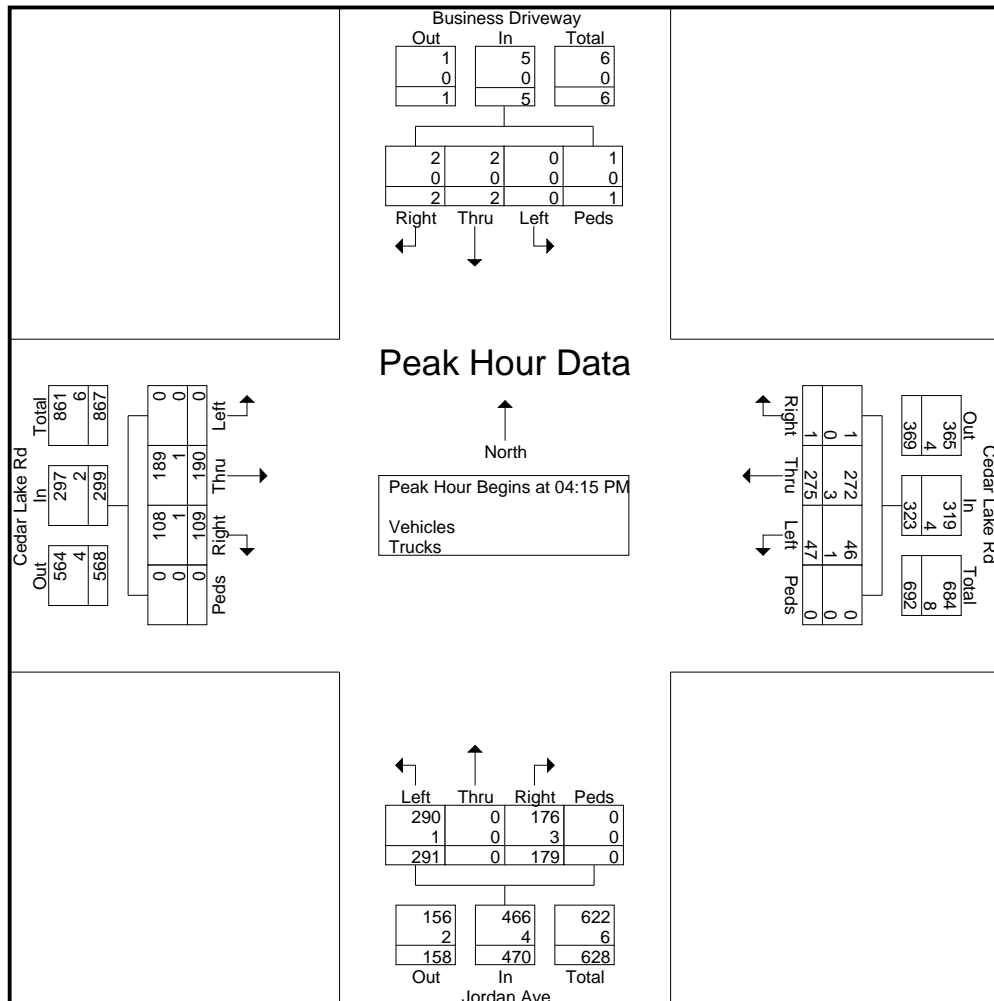 Business Driveway
Out In Total
1 5 6
0 0 0
1 5 6
2 2 0 1
0 0 0 0
2 2 0 1
Right Thru Left Peds
Peak Hour Data
North
Peak Hour Begins at 04:15 PM
Vehicles
Trucks
Cedar Lake Rd
Total In Out
861 297 564
6 2 4
867 299 568
0 189 108 0
0 1 1 0
0 190 109 0
Left Thru Right Peds
Cedar Lake Rd
Out In Total
365 319 684
4 4 8
369 323 692
1 272 46 0
0 3 1 0
1 275 47 0
Right Thru Left Peds
Left Thru Right Peds
290 0 176 0
1 0 3 0
291 0 179 0
156 466 622
2 4 6
158 470 628
Out In Total
Jordan Ave